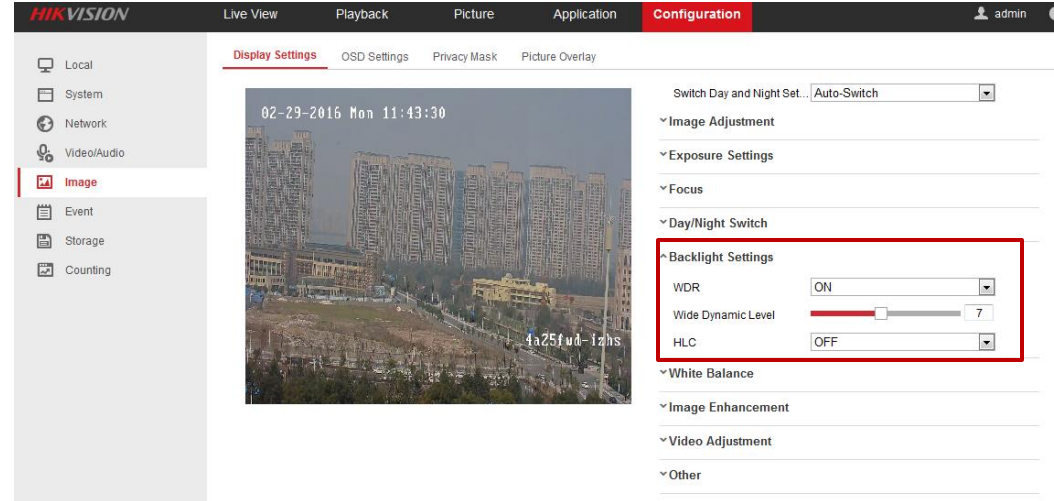 HIKVISION
Live View
Playback
Picture
Application
Configuration
admin
Local
System
Network
Video/Audio
Image
Event
Storage
Counting
Display Settings
OSD Settings
Privacy Mask
Picture Overlay
02-29-2016 Mon 11:43:30
4a25fwd-izhs
Switch Day and Night Set... Auto-Switch
Image Adjustment
Exposure Settings
Focus
Day/Night Switch
Backlight Settings
WDR ON
Wide Dynamic Level 7
HLC OFF
White Balance
Image Enhancement
Video Adjustment
Other